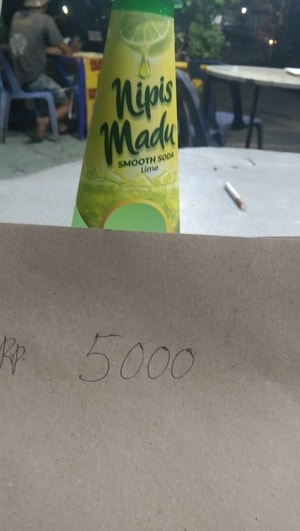 Nipis
Madu
SMOOTH SODA
Lime
Rp. 5000